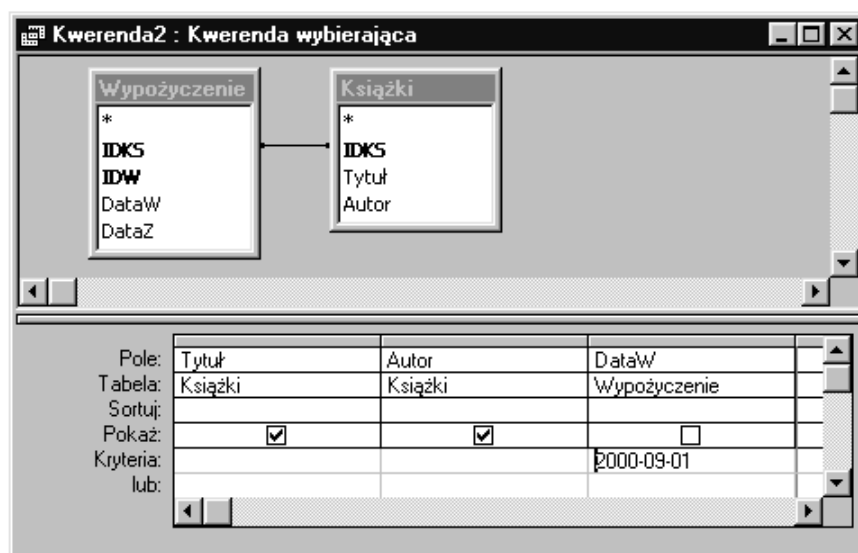 Kwerenda2 : Kwerenda wybierająca
Wypożyczenie Książki
* *
IDKS IDKS
IDW Tytuł
DataW Autor
DataZ
Pole: Tytuł Autor DataW
Tabela: Książki Książki Wypożyczenie
Sortuj:
Pokaż:
Kryteria: 2000-09-01
lub: